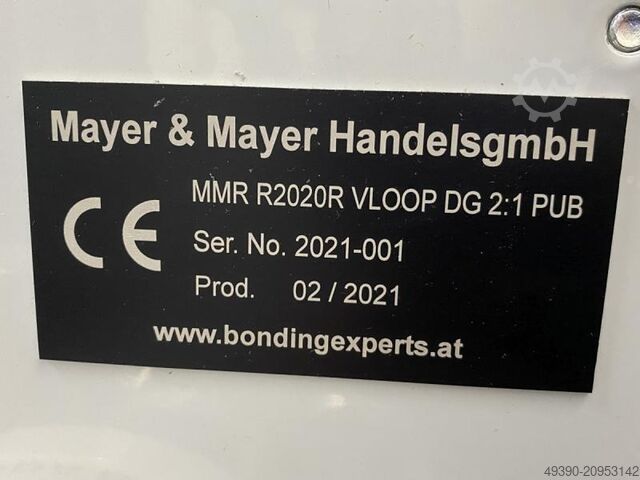 Mayer & Mayer HandelsgmbH
CE
MMR R2020R VLOOP DG 2:1 PUB
Ser. No. 2021-001
Prod. 02 / 2021
www.bondingexperts.at
49390-20953142